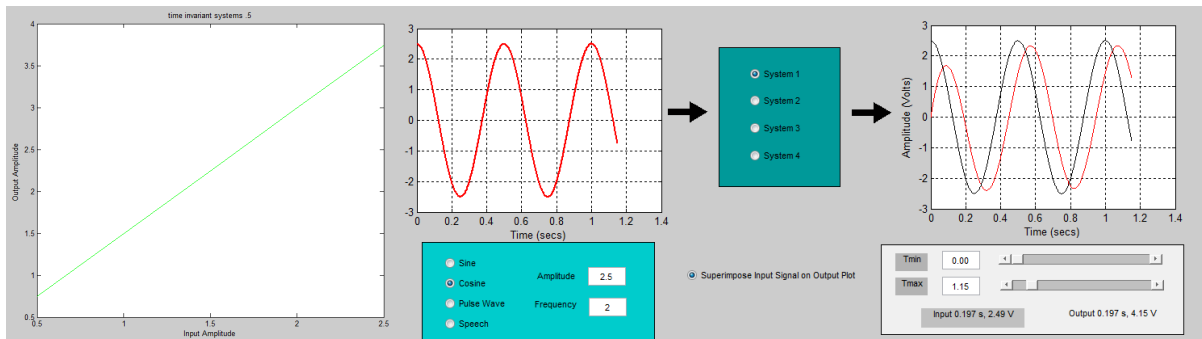 time invariant systems .5
4
3.5
3
2.5
2
1.5
1
0.5
0.5 1 1.5 2 2.5
Output Amplitude
Input Amplitude
3
2
1
0
-1
-2
-3
0 0.2 0.4 0.6 0.8 1 1.2 1.4
Time (secs)
System 1
System 2
System 3
System 4
Amplitude (Volts)
3
2
1
0
-1
-2
-3
0 0.2 0.4 0.6 0.8 1 1.2 1.4
Time (secs)
Sine
Cosine
Pulse Wave
Speech
Amplitude 2.5
Frequency 2
Superimpose Input Signal on Output Plot
Tmin 0.00
Tmax 1.15
Input 0.197 s, 2.49 V
Output 0.197 s, 4.15 V